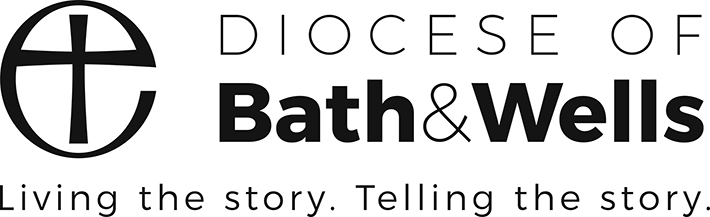 DIOCESE OF
Bath&Wells
Living the story. Telling the story.